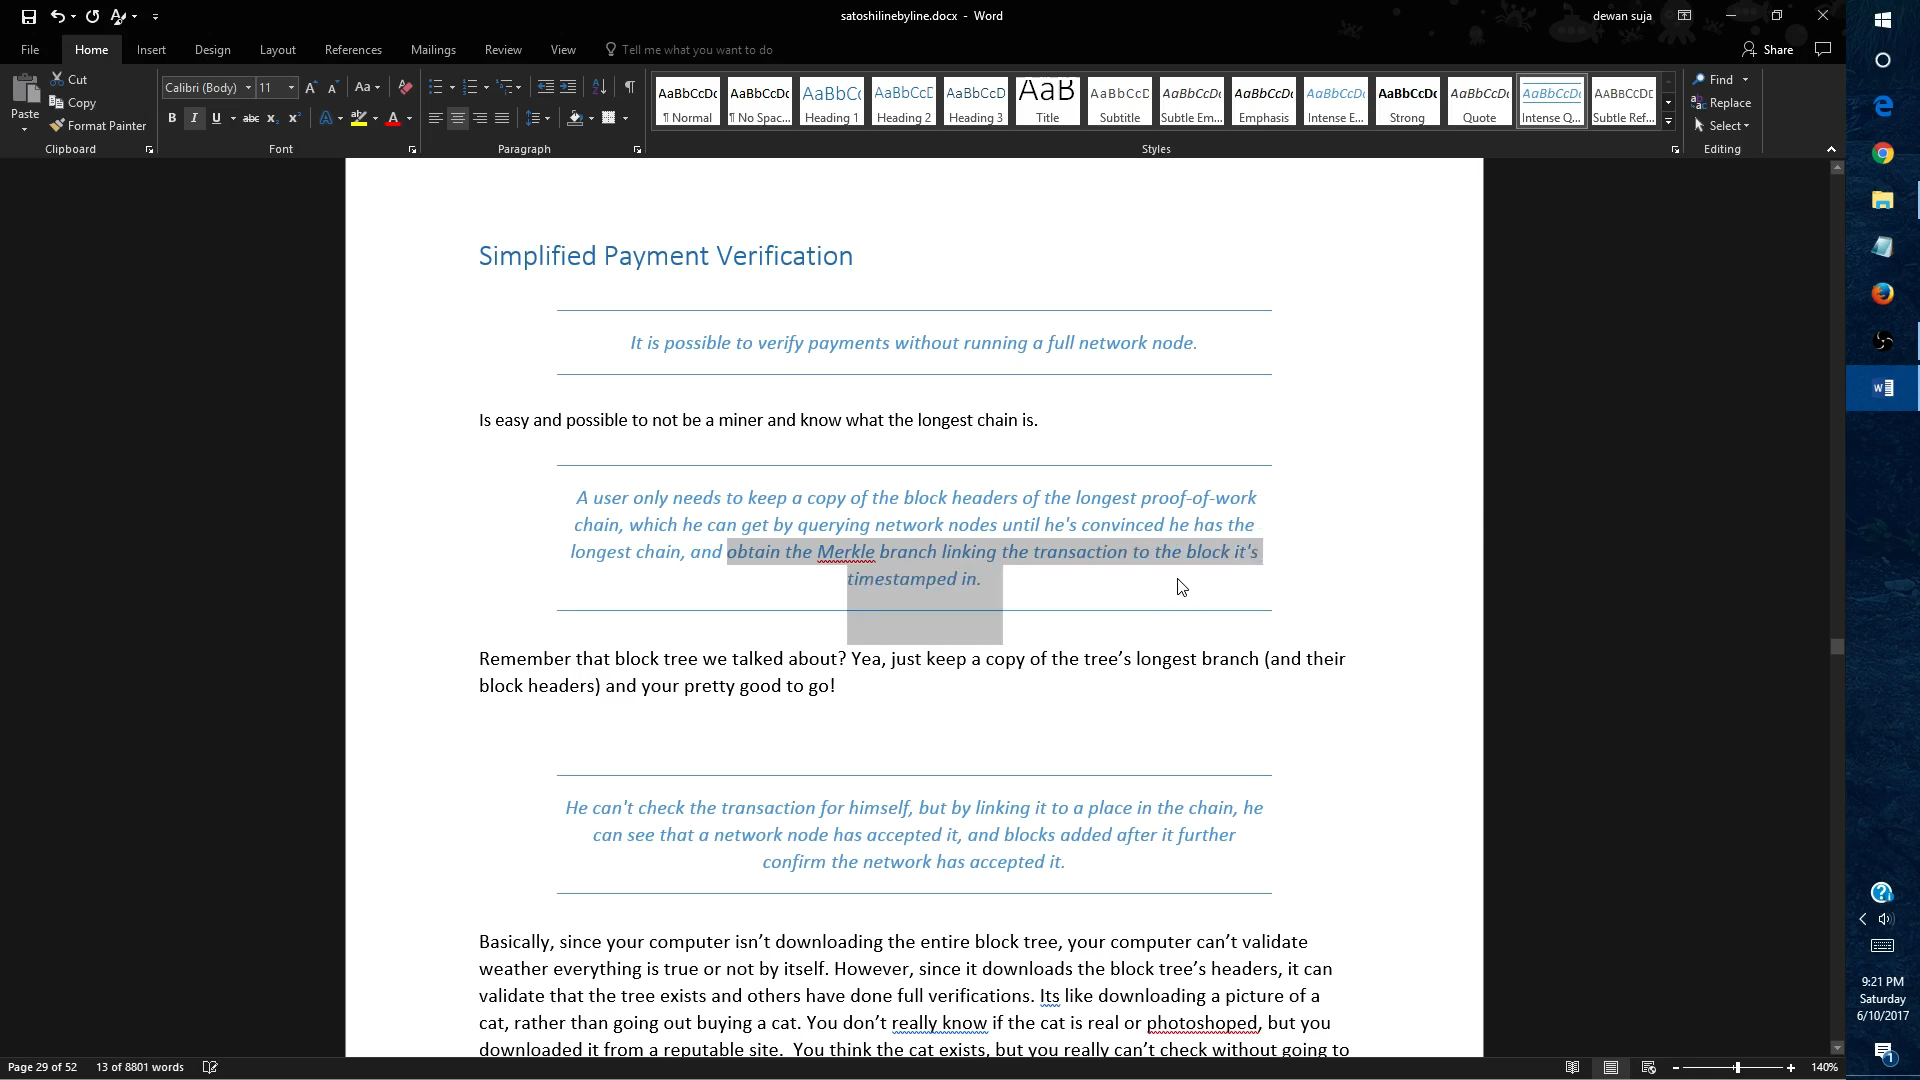 satoshilinebyline.docx - Word
dewan suja
File Home Insert Design Layout References Mailings Review View Tell me what you want to do
Share
Paste
Cut
Copy
Format Painter
Clipboard
Calibri (Body) 11
Font
Paragraph
AaBbCcDc AaBbCcDc AaBbC AaBbCcD AaBbCcD AaB AaBbCcD AaBbCcDc AaBbCcDc AaBbCcDc AaBbCcDc AaBbCcDc AaBbCcDc AABBCCDE
¶ Normal ¶ No Spac... Heading 1 Heading 2 Heading 3 Title Subtitle Subtle Em... Emphasis Intense E... Strong Quote Intense Q... Subtle Ref...
Styles
Find
Replace
Select
Editing
Simplified Payment Verification
It is possible to verify payments without running a full network node.
Is easy and possible to not be a miner and know what the longest chain is.
A user only needs to keep a copy of the block headers of the longest proof-of-work
chain, which he can get by querying network nodes until he's convinced he has the
longest chain, and obtain the Merkle branch linking the transaction to the block it's
timestamped in.
Remember that block tree we talked about? Yea, just keep a copy of the tree’s longest branch (and their
block headers) and your pretty good to go!
He can't check the transaction for himself, but by linking it to a place in the chain, he
can see that a network node has accepted it, and blocks added after it further
confirm the network has accepted it.
Basically, since your computer isn’t downloading the entire block tree, your computer can’t validate
weather everything is true or not by itself. However, since it downloads the block tree’s headers, it can
validate that the tree exists and others have done full verifications. Its like downloading a picture of a
cat, rather than going out buying a cat. You don’t really know if the cat is real or photoshoped, but you
downloaded it from a reputable site. You think the cat exists, but you really can’t check without going to
Page 29 of 52 13 of 8801 words
140%
9:21 PM
Saturday
6/10/2017